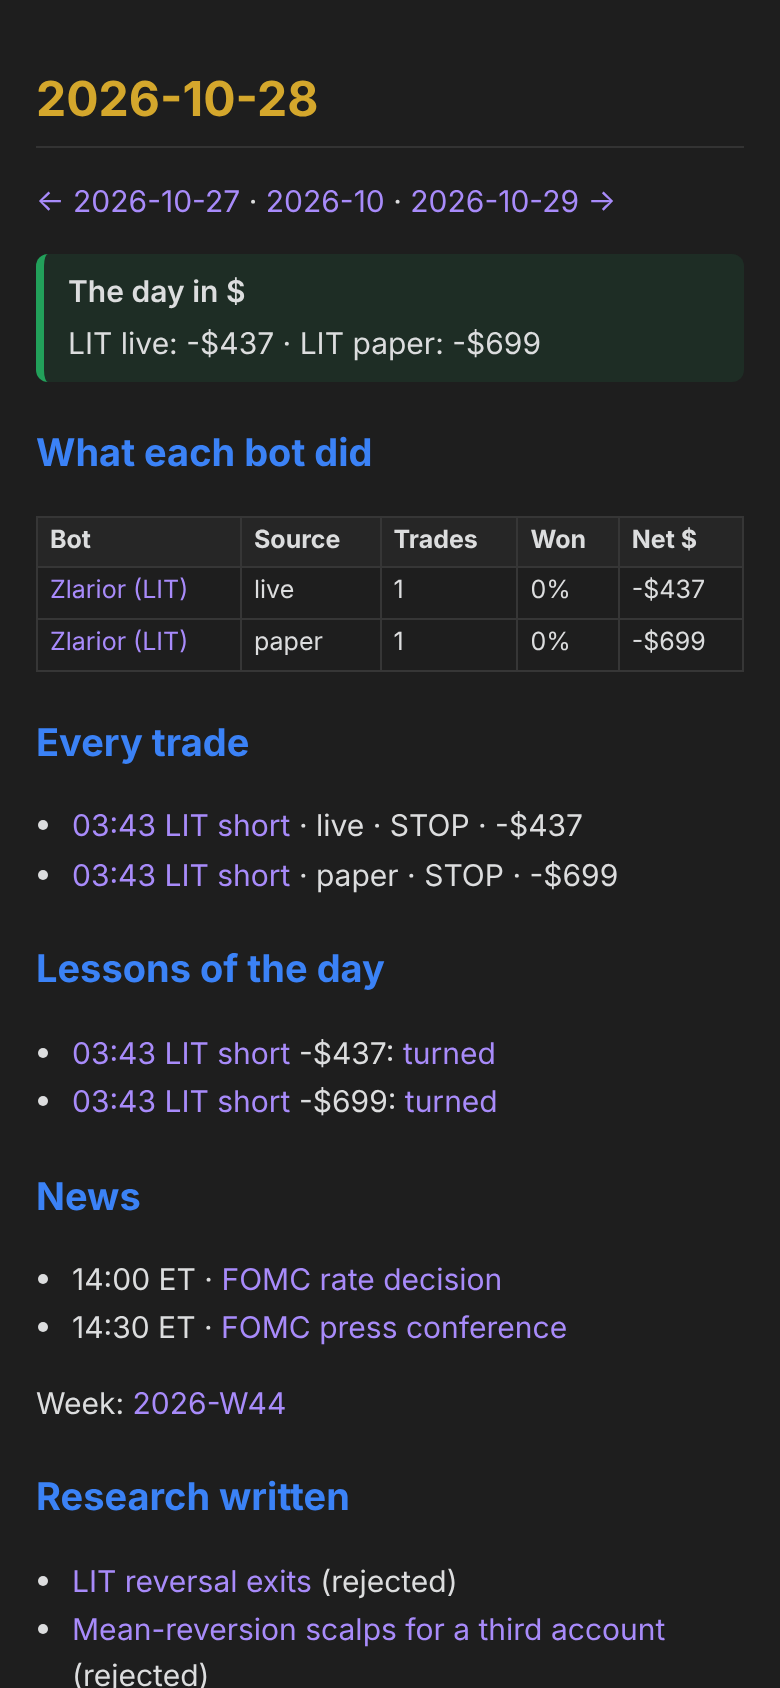 2026-10-28
← 2026-10-27 · 2026-10 · 2026-10-29 →
The day in $
LIT live: -$437 · LIT paper: -$699
What each bot did
Bot Source Trades Won Net $
Zlarior (LIT) live 1 0% -$437
Zlarior (LIT) paper 1 0% -$699
Every trade
• 03:43 LIT short · live · STOP · -$437
• 03:43 LIT short · paper · STOP · -$699
Lessons of the day
• 03:43 LIT short -$437: turned
• 03:43 LIT short -$699: turned
News
• 14:00 ET · FOMC rate decision
• 14:30 ET · FOMC press conference
Week: 2026-W44
Research written
• LIT reversal exits (rejected)
• Mean-reversion scalps for a third account
(rejected)